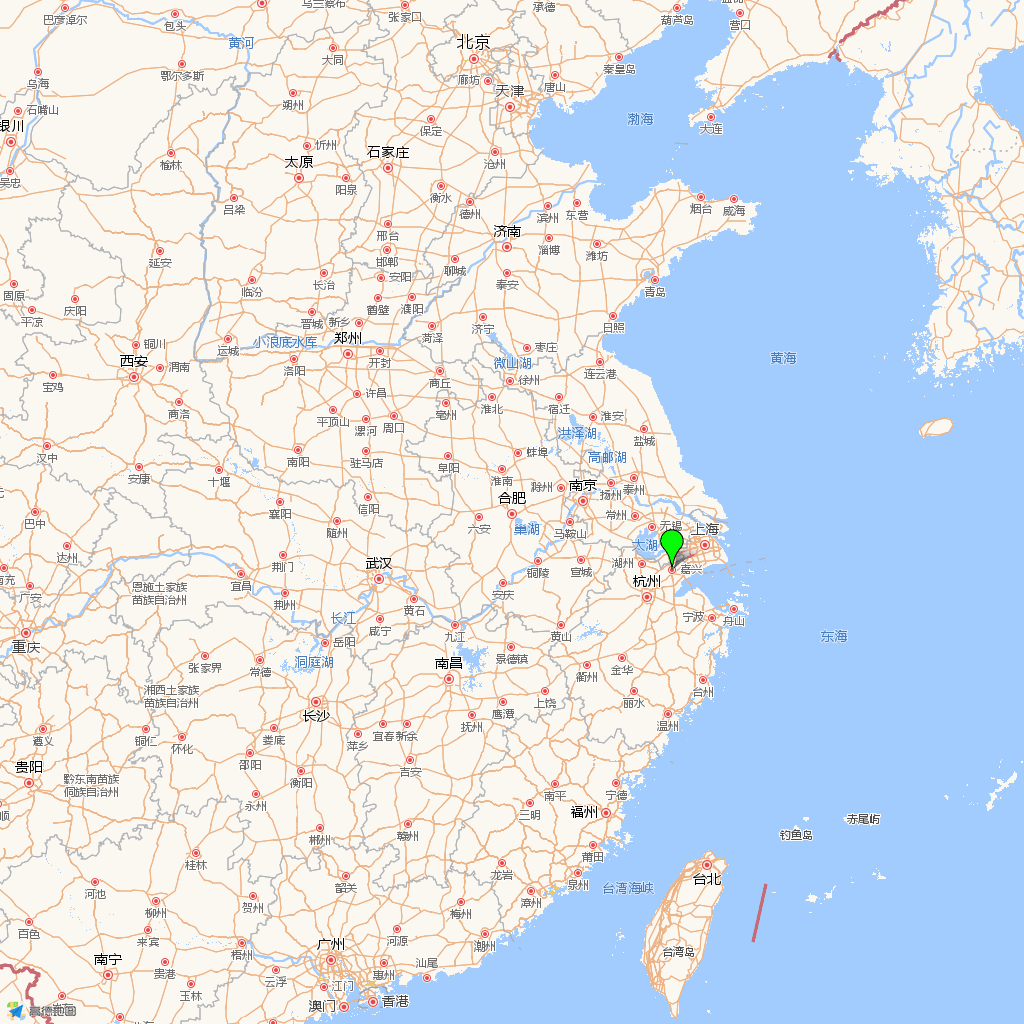 巴彦淖尔
包头
乌兰察布
张家口
承德
葫芦岛
营口
黄河
大同
北京
秦皇岛
鄂尔多斯
乌海
廊坊
唐山
天津
朔州
石嘴山
银川
保定
渤海
大连
忻州
太原
石家庄
沧州
榆林
吴忠
阳泉
衡水
吕梁
德州
滨州
东营
烟台
威海
邢台
济南
淄博
潍坊
延安
邯郸
聊城
安阳
泰安
青岛
固原
庆阳
临汾
长治
鹤壁
濮阳
平凉
晋城
新乡
菏泽
济宁
日照
铜川
运城
小浪底水库
郑州
枣庄
黄海
西安
渭南
洛阳
开封
微山湖
连云港
宝鸡
商丘
徐州
商洛
许昌
亳州
淮北
宿迁
淮安
平顶山
漯河
周口
洪泽湖
盐城
汉中
安康
十堰
南阳
驻马店
阜阳
蚌埠
高邮湖
淮南
滁州
南京
扬州
泰州
巴中
襄阳
信阳
合肥
随州
六安
巢湖
马鞍山
常州
无锡
上海
达州
荆门
武汉
铜陵
宣城
湖州
太湖
嘉兴
南充
广安
恩施土家族
苗族自治州
宜昌
荆州
杭州
安庆
黄石
长江
咸宁
九江
黄山
宁波
舟山
重庆
岳阳
东海
张家界
常德
洞庭湖
南昌
景德镇
衢州
金华
台州
湘西土家族
苗族自治州
长沙
上饶
丽水
鹰潭
抚州
温州
遵义
铜仁
怀化
娄底
萍乡
宜春
新余
邵阳
贵阳
黔东南苗族
侗族自治州
衡阳
吉安
永州
南平
宁德
三明
福州
郴州
赣州
钓鱼岛
赤尾屿
桂林
莆田
龙岩
台北
韶关
泉州
台湾海峡
河池
贺州
漳州
柳州
梅州
百色
来宾
梧州
广州
河源
潮州
台湾岛
南宁
贵港
云浮
惠州
汕尾
玉林
江门
澳门
香港
高德地图